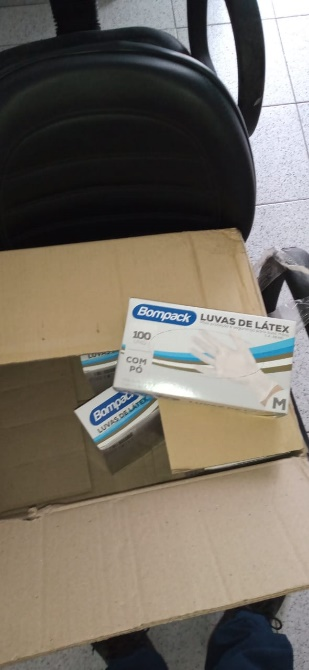 Bompack
LUVAS DE LÁTEX
100
COM
PÓ
M
Bompack
LUVAS DE LÁTEX